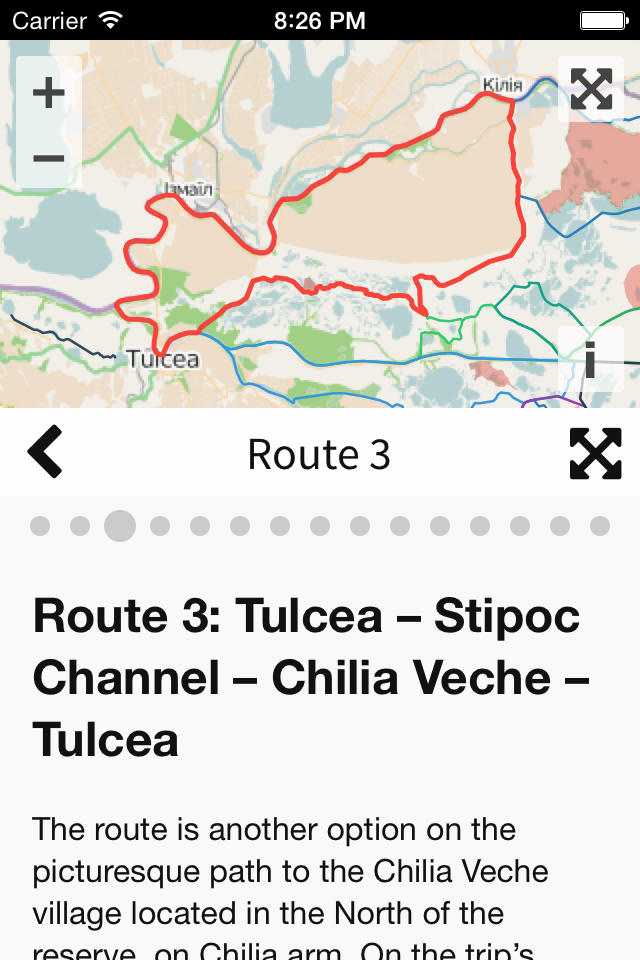 Carrier 8:26 PM
Кілія
Ізмаїл
Tulcea
Route 3
Route 3: Tulcea – Stipoc
Channel – Chilia Veche –
Tulcea
The route is another option on the
picturesque path to the Chilia Veche
village located in the North of the
reserve, on Chilia arm. On the trip’s